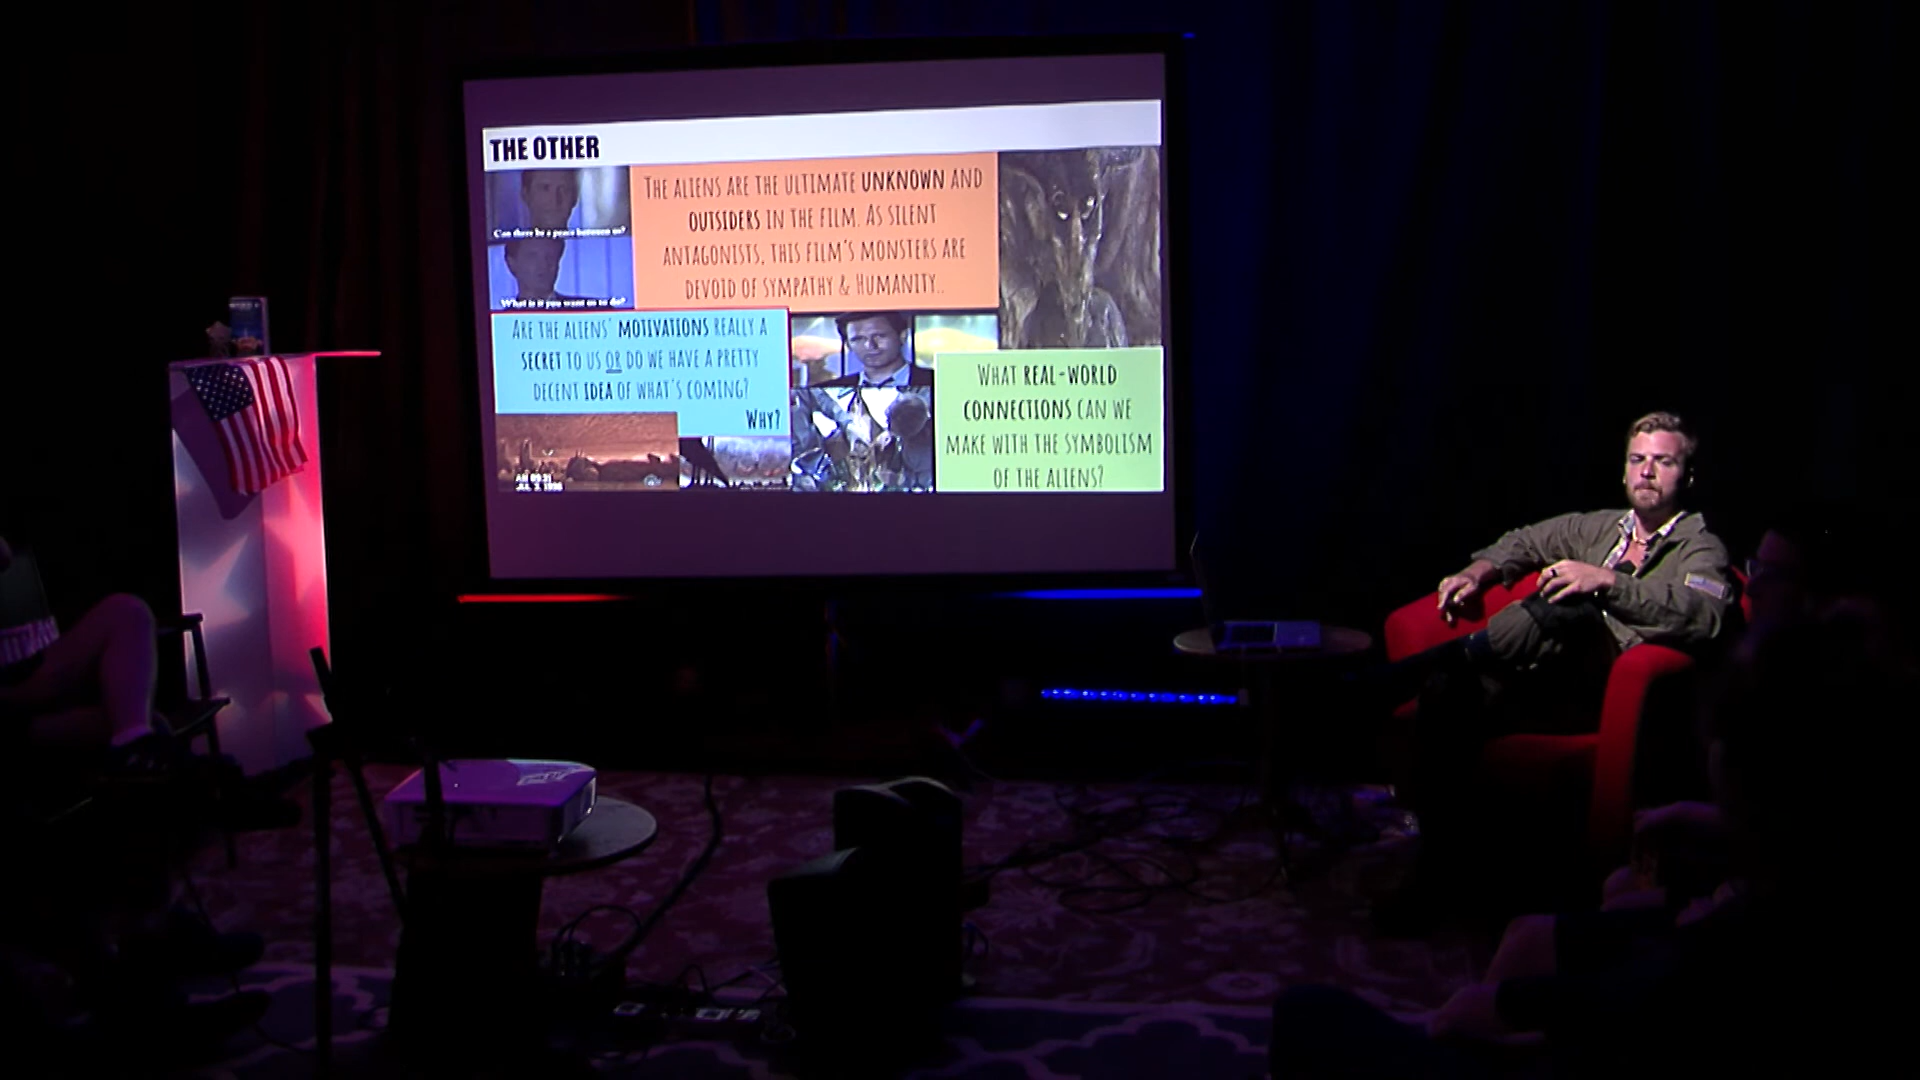 THE OTHER
Can there be a peace between us?
What is it you want us to do?
THE ALIENS ARE THE ULTIMATE UNKNOWN AND
OUTSIDERS IN THE FILM. AS SILENT
ANTAGONISTS, THIS FILM'S MONSTERS ARE
DEVOID OF SYMPATHY & HUMANITY..
ARE THE ALIENS' MOTIVATIONS REALLY A
SECRET TO US OR DO WE HAVE A PRETTY
DECENT IDEA OF WHAT'S COMING?
WHY?
WHAT REAL-WORLD
CONNECTIONS CAN WE
MAKE WITH THE SYMBOLISM
OF THE ALIENS?